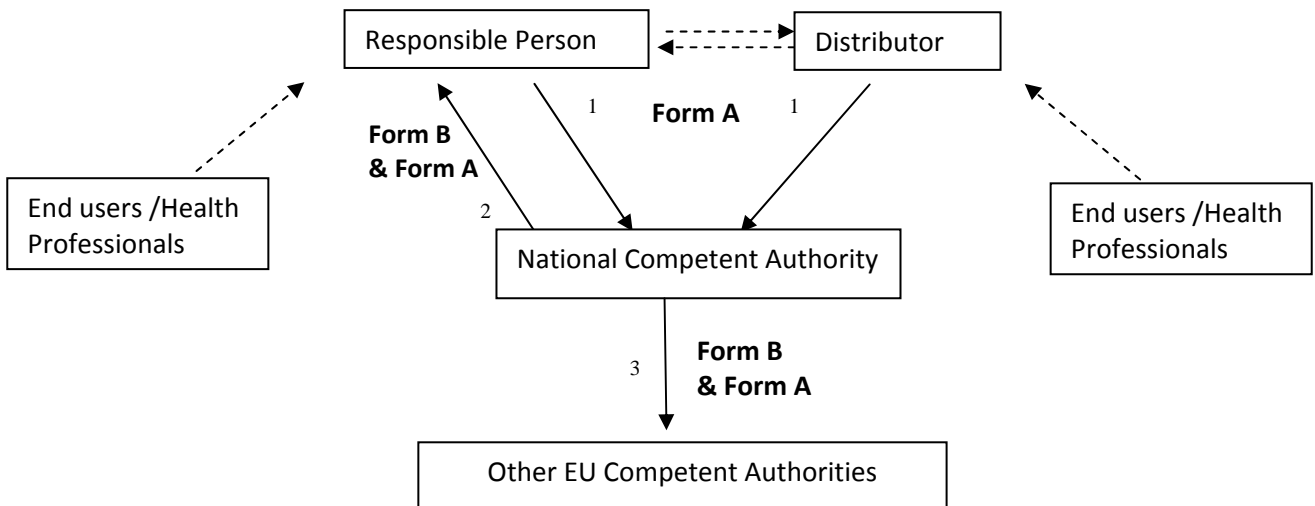 Responsible Person
Distributor
1
Form A
1
Form B
& Form A
2
End users /Health
Professionals
End users /Health
Professionals
National Competent Authority
3
Form B
& Form A
Other EU Competent Authorities